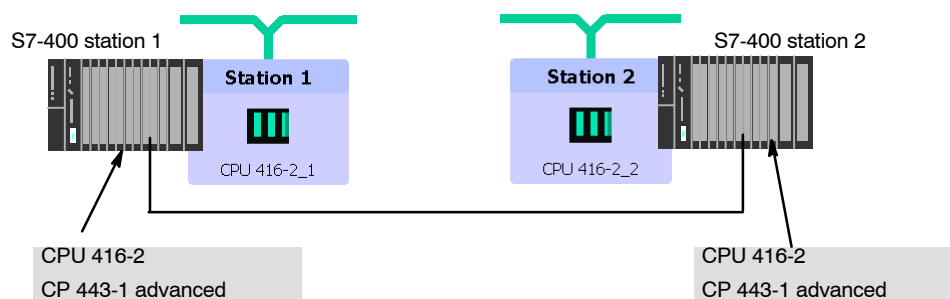 S7-400 station 1
S7-400 station 2
Station 1
Station 2
CPU 416-2_1
CPU 416-2_2
CPU 416-2
CP 443-1 advanced
CPU 416-2
CP 443-1 advanced